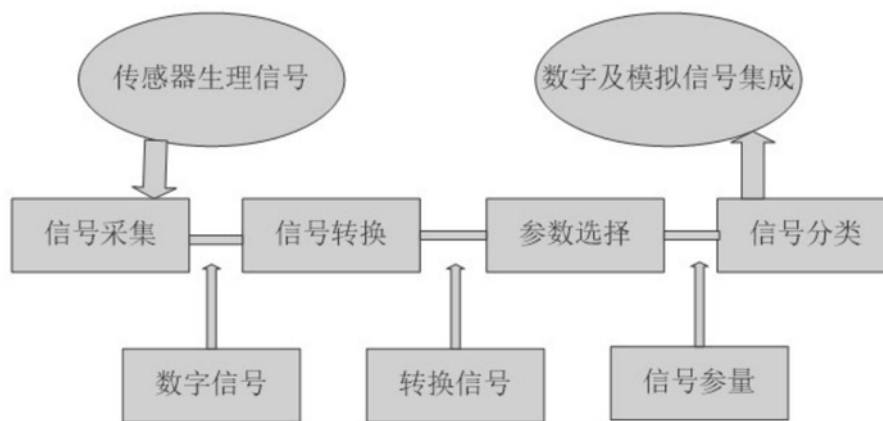 传感器生理信号
数字及模拟信号集成
信号采集
信号转换
参数选择
信号分类
数字信号
转换信号
信号参量